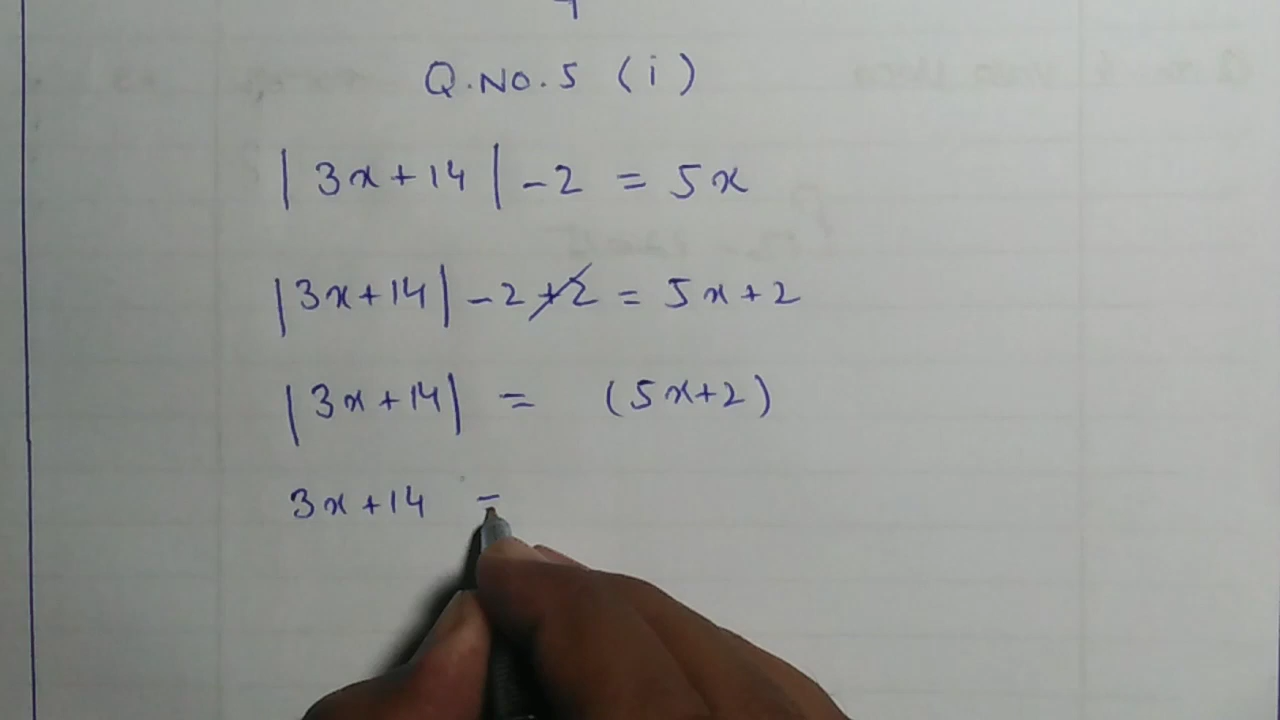 Q.No.5 (i)
|3x+14|-2 = 5x
|3x+14|-2+2 = 5x+2
|3x+14| = (5x+2)
3x+14 =